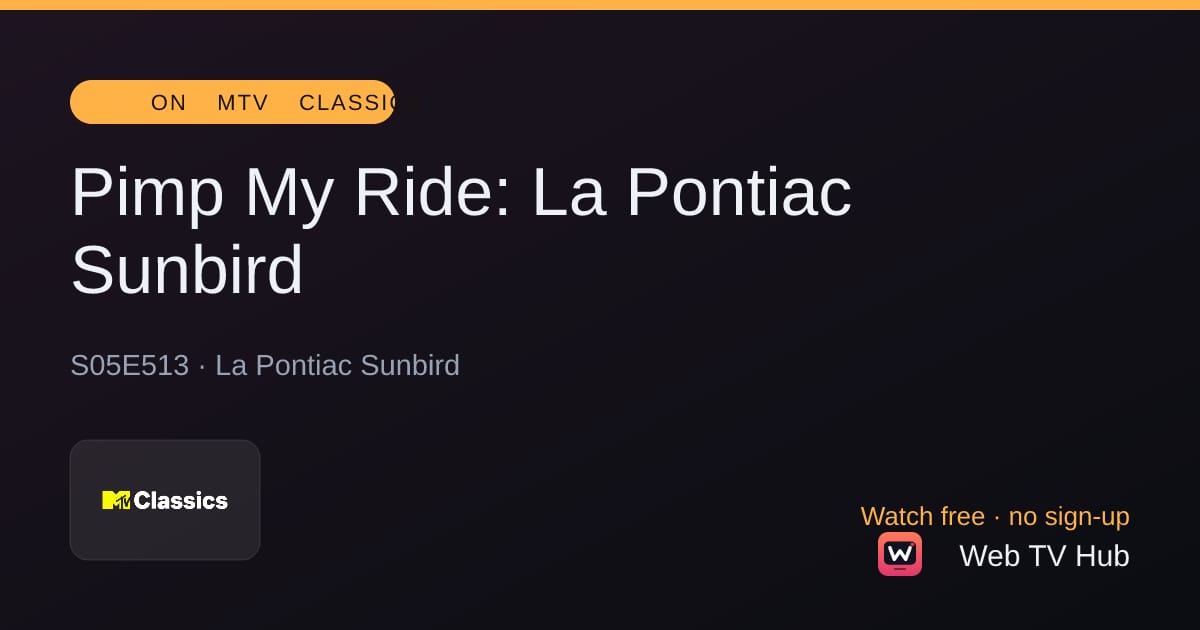 ON MTV CLASSIC
Pimp My Ride: La Pontiac
Sunbird
S05E513 · La Pontiac Sunbird
MTV Classics
Watch free · no sign-up
W Web TV Hub